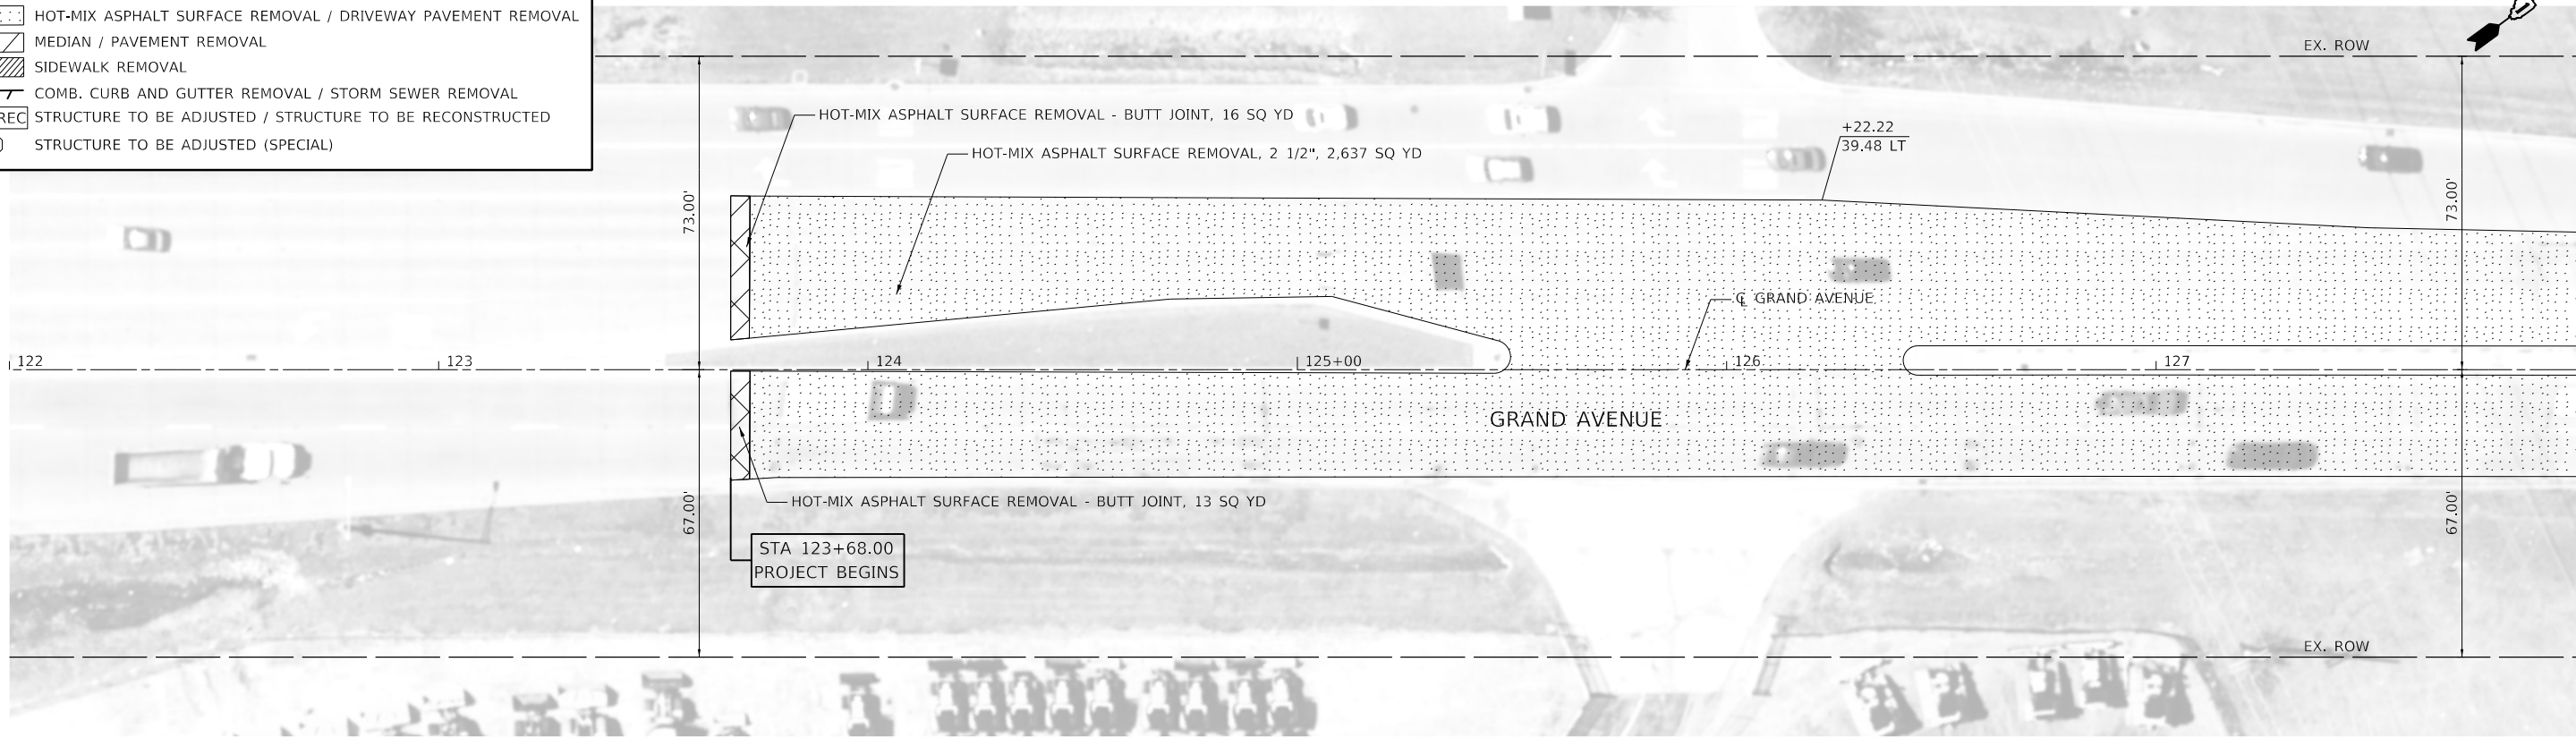 HOT-MIX ASPHALT SURFACE REMOVAL / DRIVEWAY PAVEMENT REMOVAL
MEDIAN / PAVEMENT REMOVAL
SIDEWALK REMOVAL
COMB. CURB AND GUTTER REMOVAL / STORM SEWER REMOVAL
REC STRUCTURE TO BE ADJUSTED / STRUCTURE TO BE RECONSTRUCTED
STRUCTURE TO BE ADJUSTED (SPECIAL)
EX. ROW
HOT-MIX ASPHALT SURFACE REMOVAL - BUTT JOINT, 16 SQ YD
HOT-MIX ASPHALT SURFACE REMOVAL, 2 1/2", 2,637 SQ YD
+22.22
39.48 LT
73.00'
73.00'
℄ GRAND AVENUE
122
123
124
125+00
126
127
GRAND AVENUE
HOT-MIX ASPHALT SURFACE REMOVAL - BUTT JOINT, 13 SQ YD
67.00'
67.00'
STA 123+68.00
PROJECT BEGINS
EX. ROW